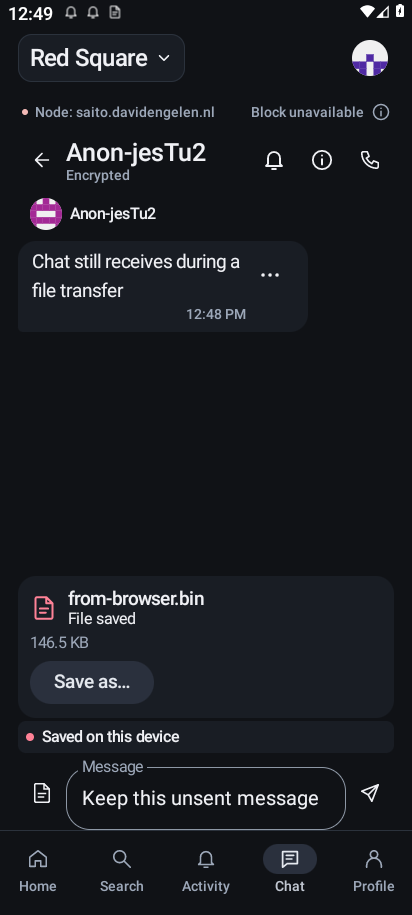 12:49
Red Square
Node: saito.davidengelen.nl
Block unavailable
Anon-jesTu2
Encrypted
Anon-jesTu2
Chat still receives during a
file transfer
12:48 PM
from-browser.bin
File saved
146.5 KB
Save as...
Saved on this device
Message
Keep this unsent message
Home
Search
Activity
Chat
Profile